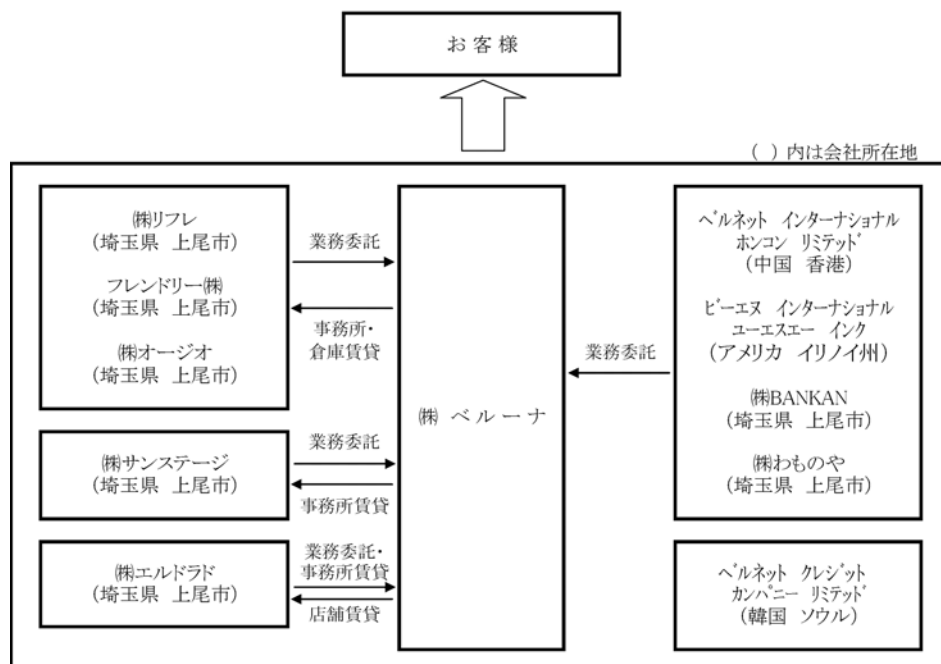 お客様
( ) 内は会社所在地
㈱リフレ
(埼玉県 上尾市)
フレンドリー㈱
(埼玉県 上尾市)
㈱オージオ
(埼玉県 上尾市)
業務委託
事務所・
倉庫賃貸
㈱サンステージ
(埼玉県 上尾市)
業務委託
事務所賃貸
㈱エルドラド
(埼玉県 上尾市)
業務委託・
事務所賃貸
店舗賃貸
㈱ ベルーナ
業務委託
ベルネット インターナショナル
ホンコン リミテッド
(中国 香港)
ビーエヌ インターナショナル
ユーエスエー インク
(アメリカ イリノイ州)
㈱BANKAN
(埼玉県 上尾市)
㈱わものや
(埼玉県 上尾市)
ベルネット クレジット
カンパニー リミテッド
(韓国 ソウル)